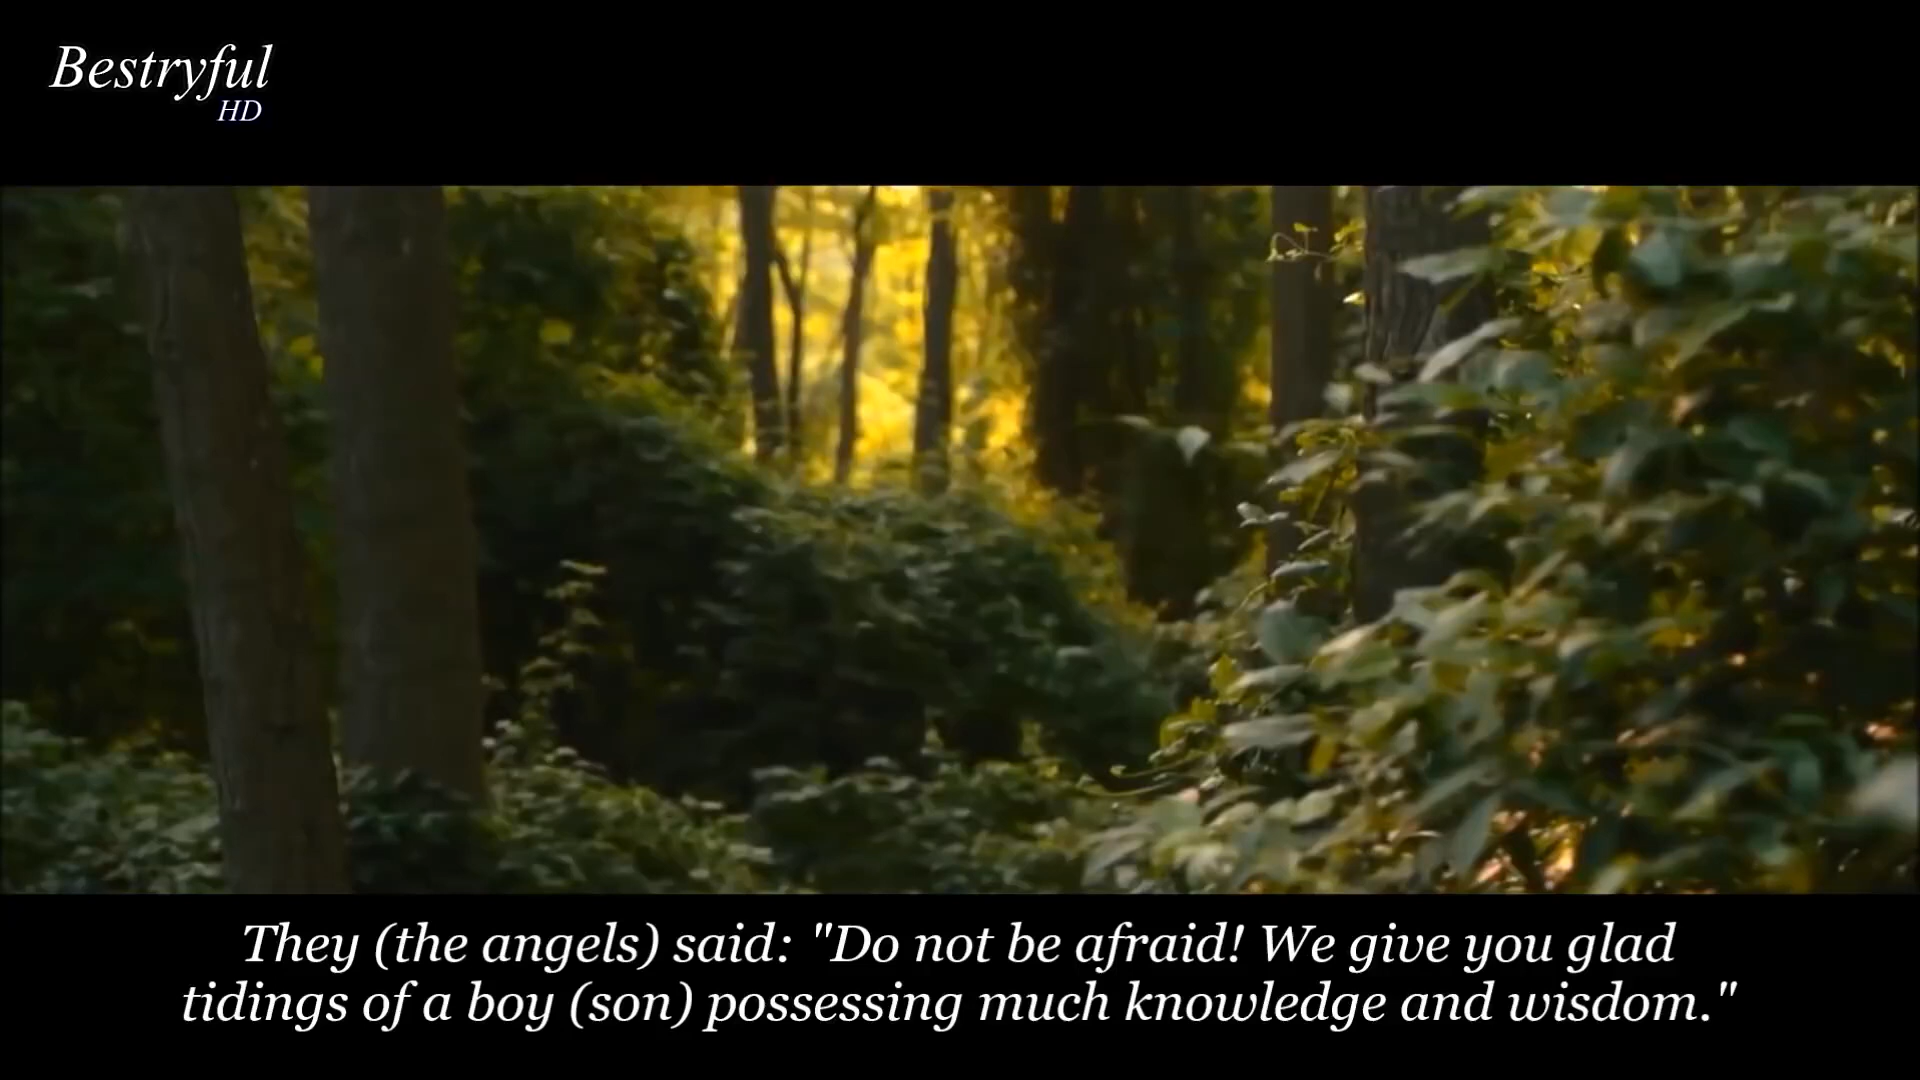 Bestryful
HD
They (the angels) said: "Do not be afraid! We give you glad
tidings of a boy (son) possessing much knowledge and wisdom."